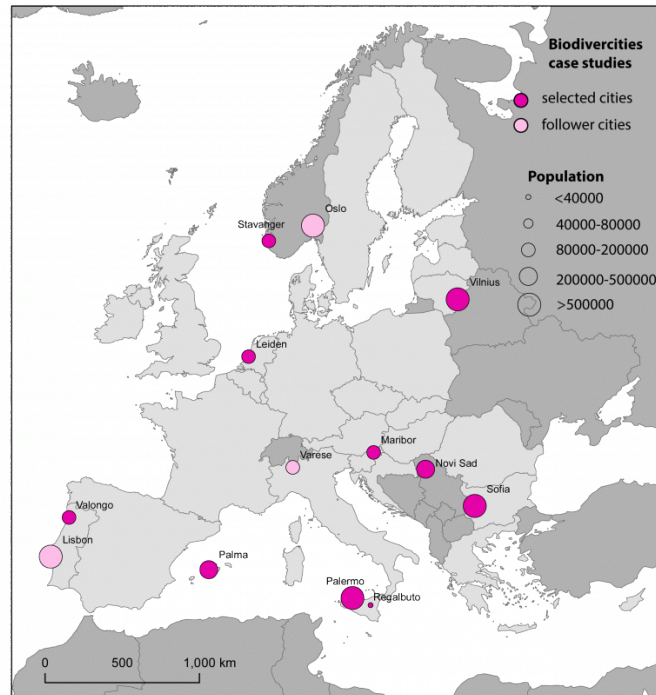 Biodivercities
case studies
selected cities
follower cities
Population
<40000
40000-80000
80000-200000
200000-500000
>500000
Oslo
Stavanger
Vilnius
Leiden
Maribor
Varese
Novi Sad
Sofia
Valongo
Lisbon
Palma
Palermo
Regalbuto
0 500 1,000 km